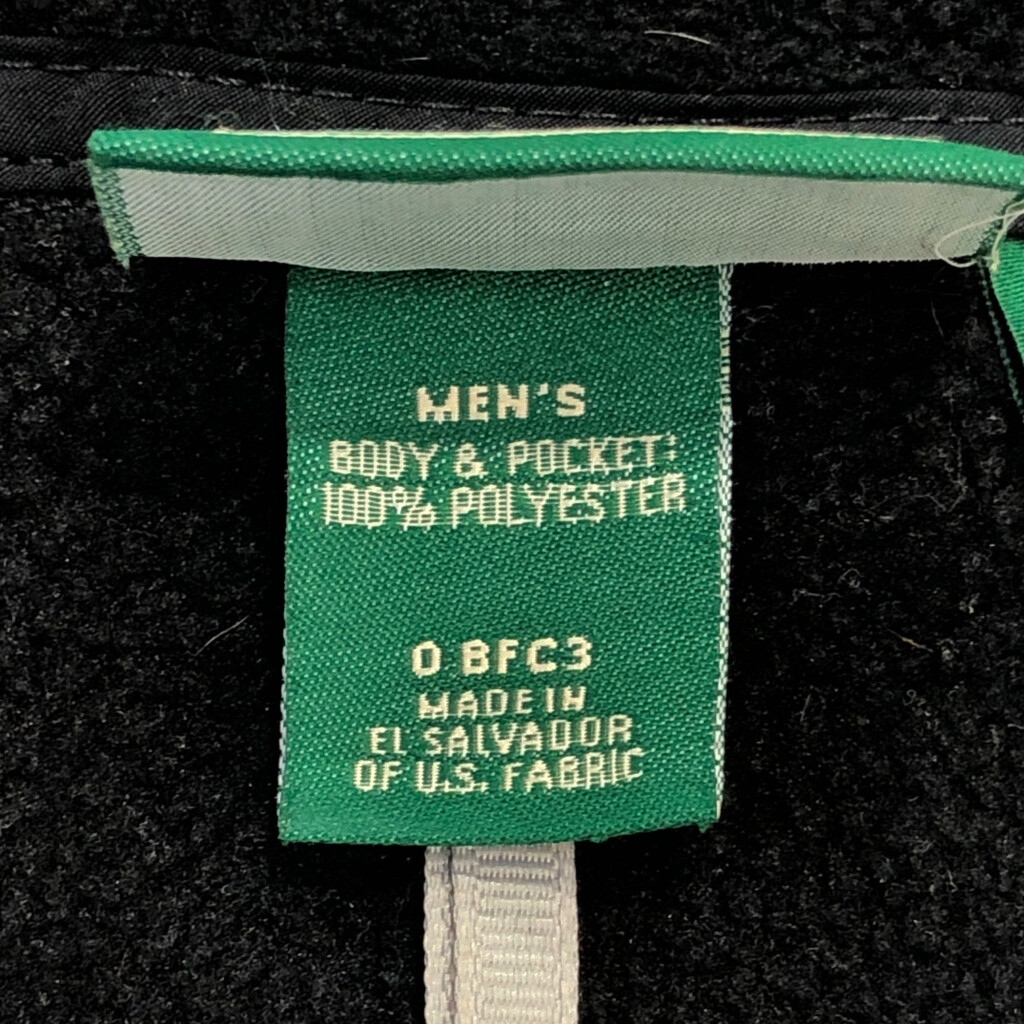 MEN'S
BODY & POCKET:
100% POLYESTER
0 BFC3
MADE IN
EL SALVADOR
OF U.S. FABRIC